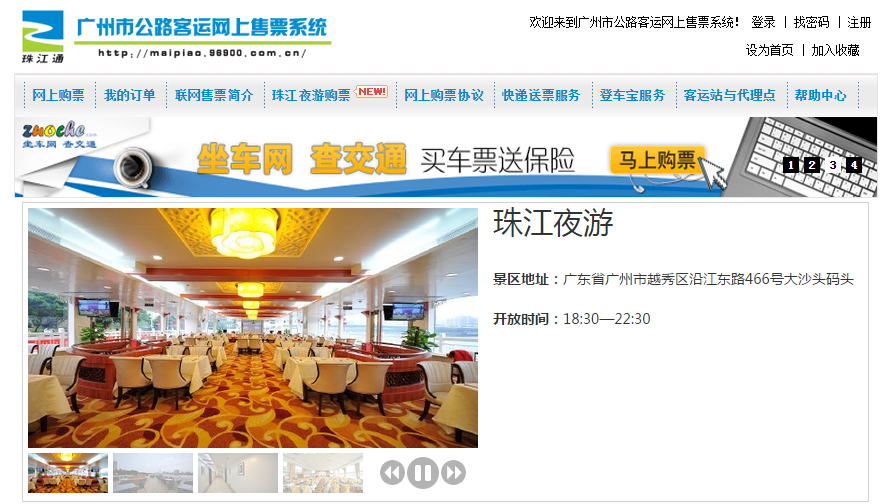 广州市公路客运网上售票系统
http://maipiao.96900.com.cn/
珠江通
欢迎来到广州市公路客运网上售票系统! 登录 | 找密码 | 注册
设为首页 | 加入收藏
网上购票 我的订单 联网售票简介 珠江夜游购票 NEW! 网上购票协议 快递送票服务 登车宝服务 客运站与代理点 帮助中心
zuoche.com
坐车网 查交通
坐车网 查交通 买车票送保险 马上购票
1 2 3 4
珠江夜游
景区地址：广东省广州市越秀区沿江东路466号大沙头码头
开放时间：18:30—22:30